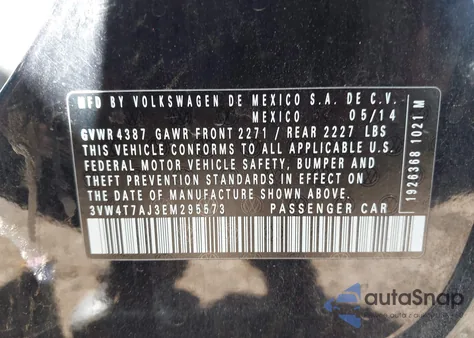 MFD BY VOLKSWAGEN DE MEXICO S.A. DE C.V.
MEXICO 05/14
GVWR 4387 GAWR FRONT 2271 / REAR 2227 LBS
THIS VEHICLE CONFORMS TO ALL APPLICABLE U.S.
FEDERAL MOTOR VEHICLE SAFETY, BUMPER AND
THEFT PREVENTION STANDARDS IN EFFECT ON
THE DATE OF MANUFACTURE SHOWN ABOVE.
3VW4T7AJ3EM295573 PASSENGER CAR
1926368 1021 M
autaSnap